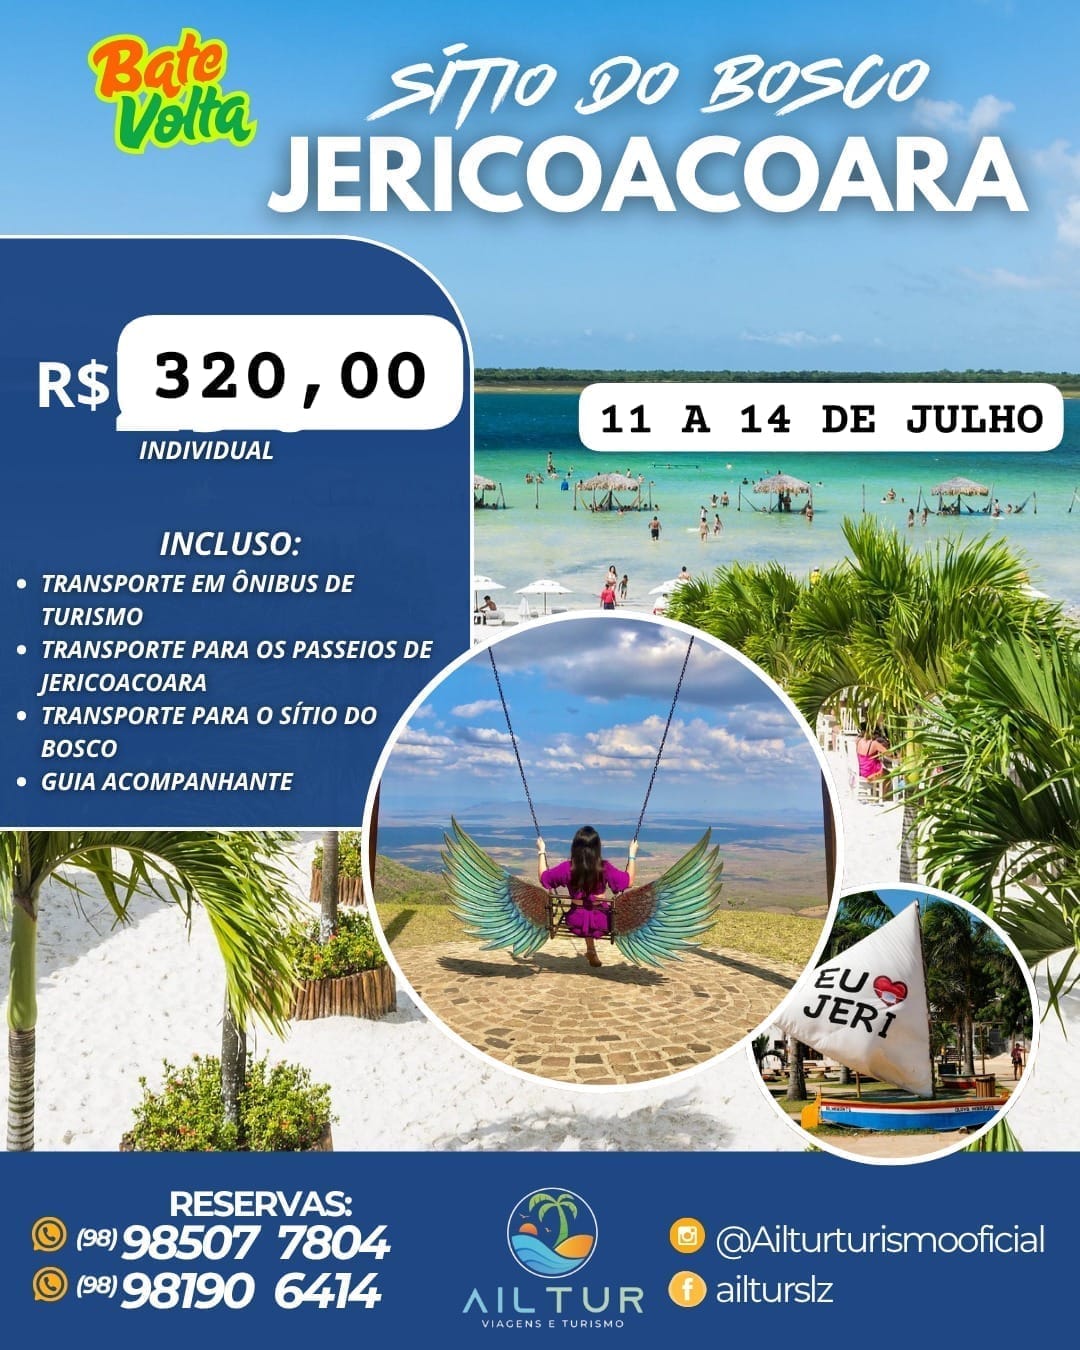 Bate
Volta
SÍTIO DO BOSCO
JERICOACOARA
R$ 320,00
INDIVIDUAL
11 A 14 DE JULHO
INCLUSO:
• TRANSPORTE EM ÔNIBUS DE
TURISMO
• TRANSPORTE PARA OS PASSEIOS DE
JERICOACOARA
• TRANSPORTE PARA O SÍTIO DO
BOSCO
• GUIA ACOMPANHANTE
EU
JERI
RESERVAS:
(98) 98507 7804
(98) 98190 6414
AILTUR
VIAGENS E TURISMO
@Ailturturismooficial
ailturslz